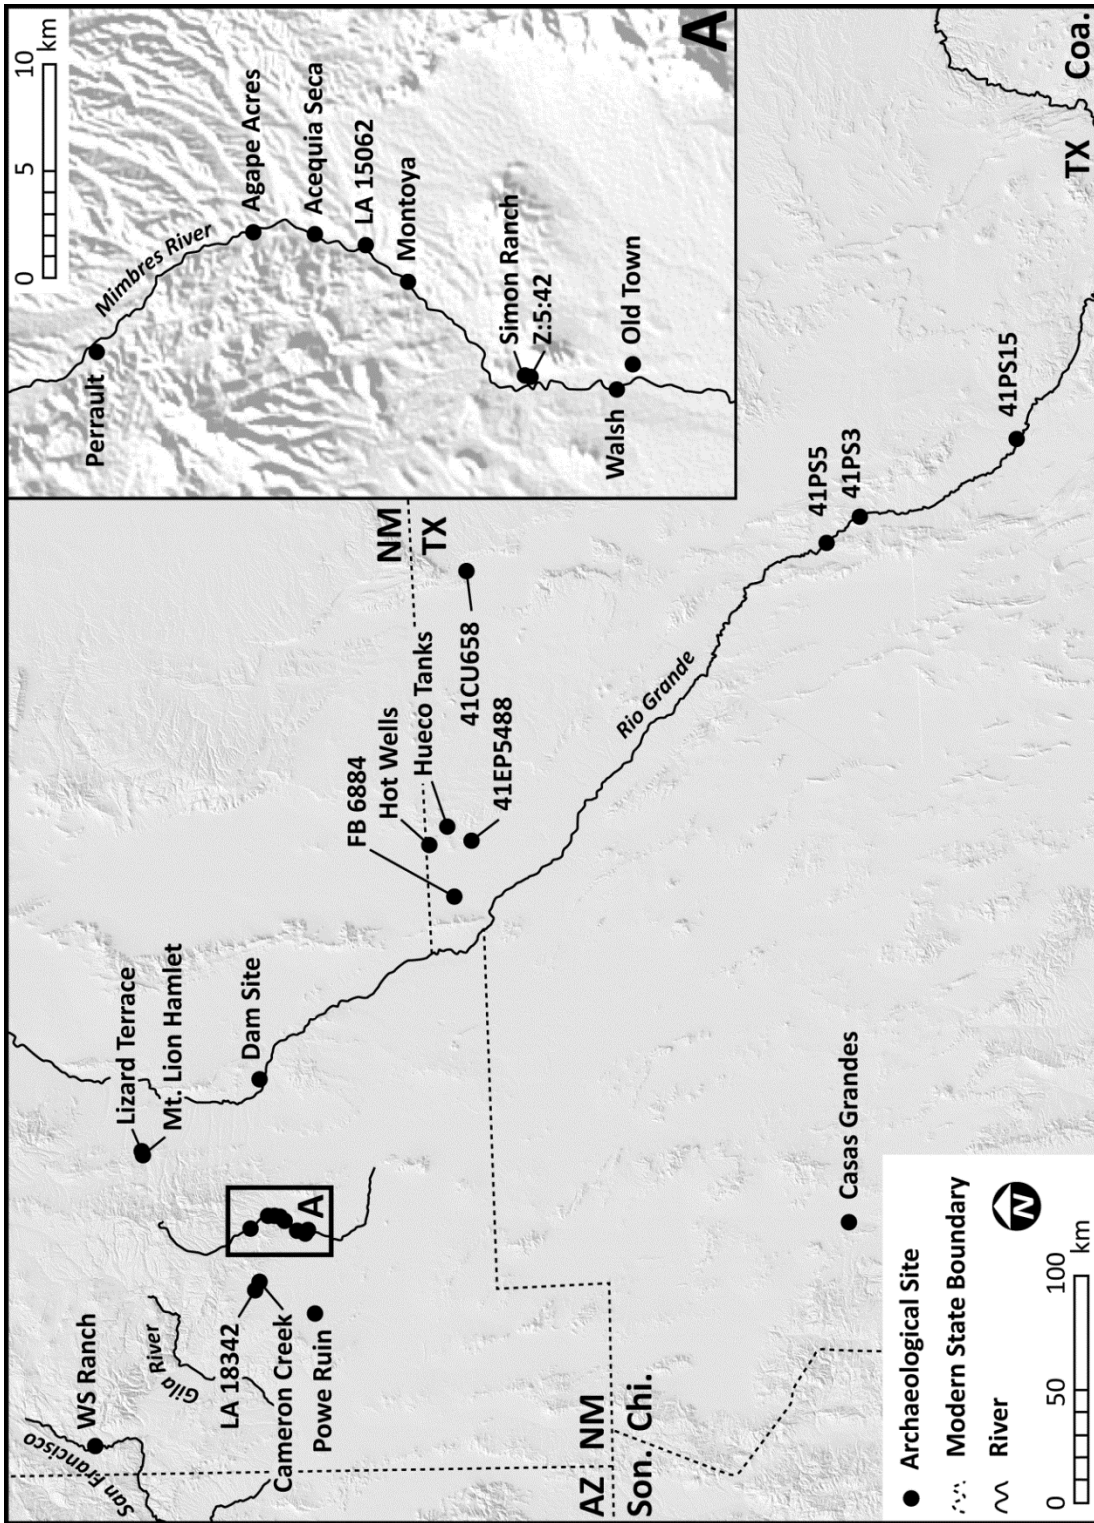 San Francisco
WS Ranch
Gila
River
LA 18342
Cameron Creek
Powe Ruin
A
Lizard Terrace
Mt. Lion Hamlet
Dam Site
FB 6884
Hot Wells
Hueco Tanks
41EP5488
41CU658
NM
TX
AZ
NM
Son.
Chi.
Casas Grandes
Rio Grande
41PS5
41PS3
41PS15
TX
Coa.
0
5
10
km
Perrault
Mimbres River
Agape Acres
Acequia Seca
LA 15062
Montoya
Simon Ranch
Z:5:42
Walsh
Old Town
A
Archaeological Site
Modern State Boundary
River
N
0
50
100
km